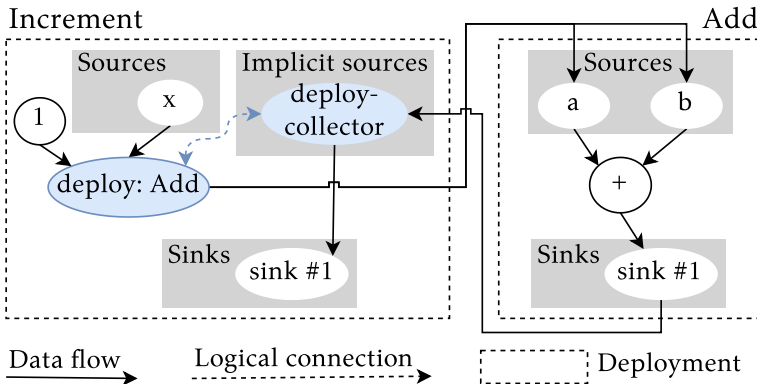 Increment
Add
Sources
Implicit sources
Sources
x
deploy-
collector
a
b
1
deploy: Add
+
Sinks
sink #1
Sinks
sink #1
Data flow
Logical connection
Deployment